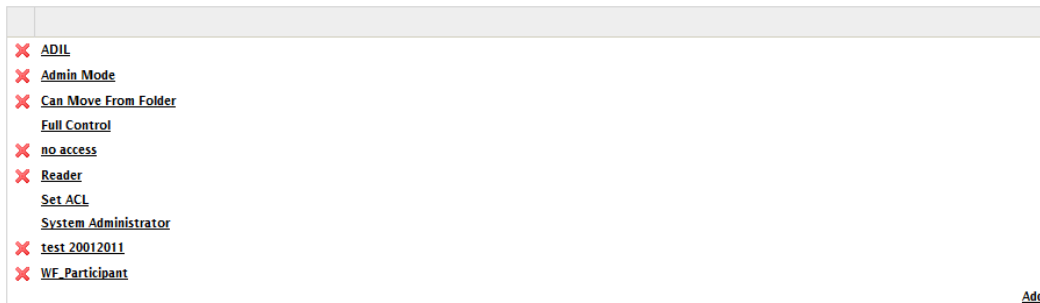 ADIL
Admin Mode
Can Move From Folder
Full Control
no access
Reader
Set ACL
System Administrator
test 20012011
WF_Participant
Add